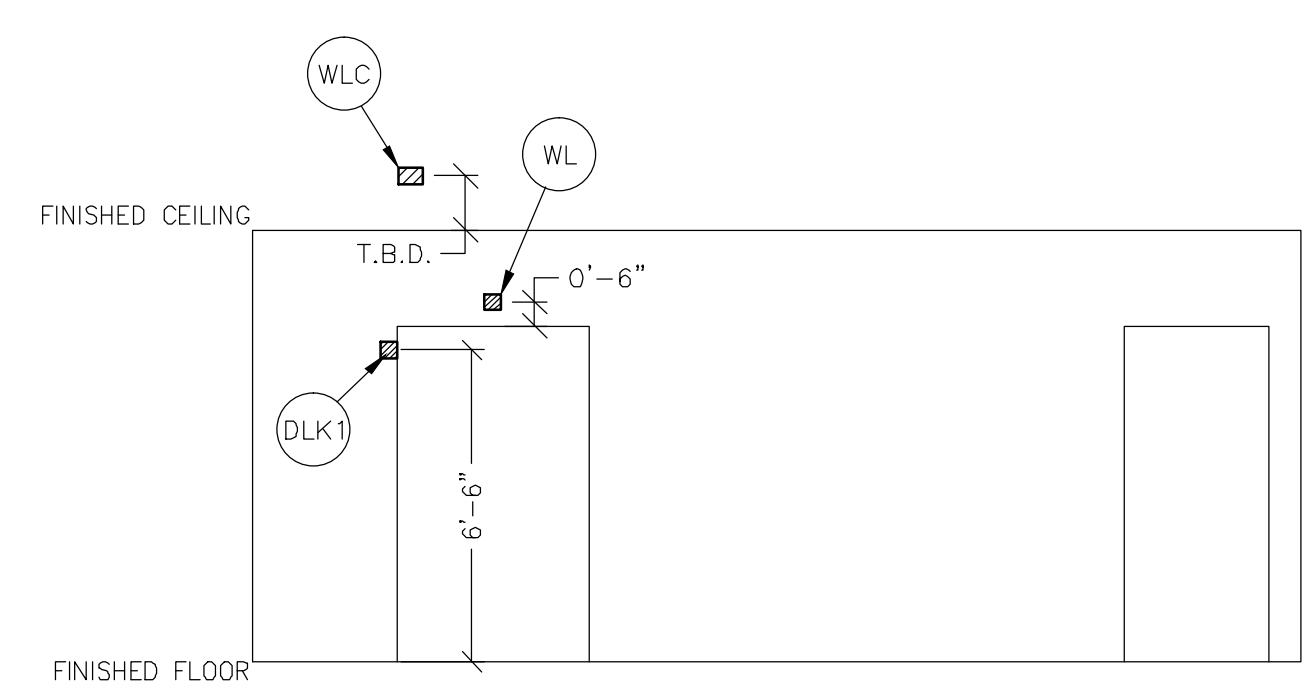 WLC
WL
FINISHED CEILING
T.B.D.
0'-6"
DLK1
6'-6"
FINISHED FLOOR